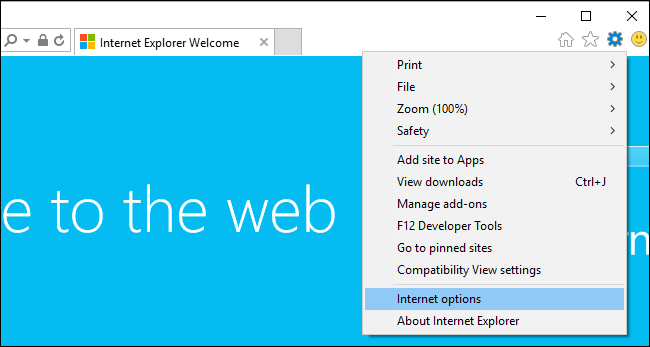 Internet Explorer Welcome
Print
File
Zoom (100%)
Safety
Add site to Apps
View downloads Ctrl+J
Manage add-ons
e to the web
F12 Developer Tools
Go to pinned sites
Compatibility View settings
Internet options
About Internet Explorer